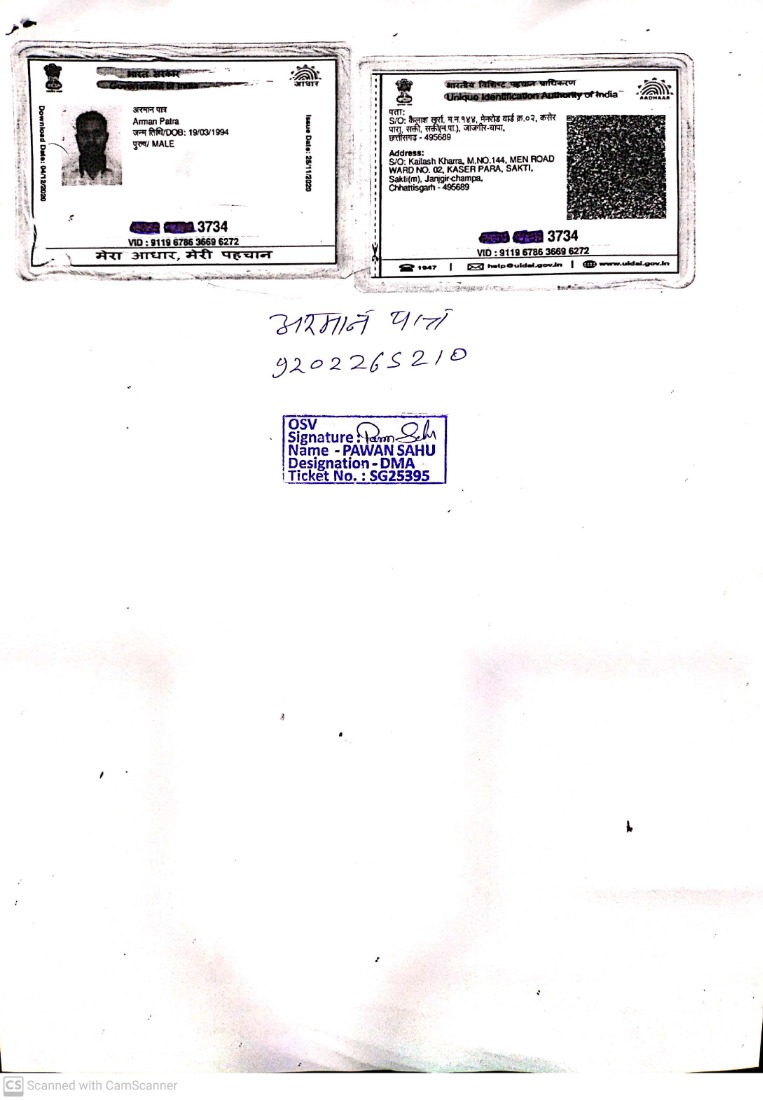 भारत सरकार
Government of India
आधार
Download Date: 04/12/2020
अरमान पात्र
Arman Patra
जन्म तिथि/DOB: 19/03/1994
पुरुष/ MALE
Issue Date: 26/11/2020
3734
VID : 9119 6786 3669 6272
मेरा आधार, मेरी पहचान
भारतीय विशिष्ट पहचान प्राधिकरण
Unique Identification Authority of India
AADHAAR
पता:
S/O: कैलाश खर्रा, म.न.१४४, मेनरोड वार्ड क्र.०२, कसेर
पारा, सक्ती, सक्ती(न.पा.), जाजगीर-चापा,
छत्तीसगढ़ - 495689
Address:
S/O: Kailash Kharra, M.NO.144, MEN ROAD
WARD NO. 02, KASER PARA, SAKTI,
Sakti(m), Janjgir-champa,
Chhattisgarh - 495689
3734
VID : 9119 6786 3669 6272
1947 | help@uidai.gov.in | www.uidai.gov.in
अरमान पात्रा
9202265210
OSV
Signature :
Name - PAWAN SAHU
Designation - DMA
Ticket No. : SG25395
CS Scanned with CamScanner